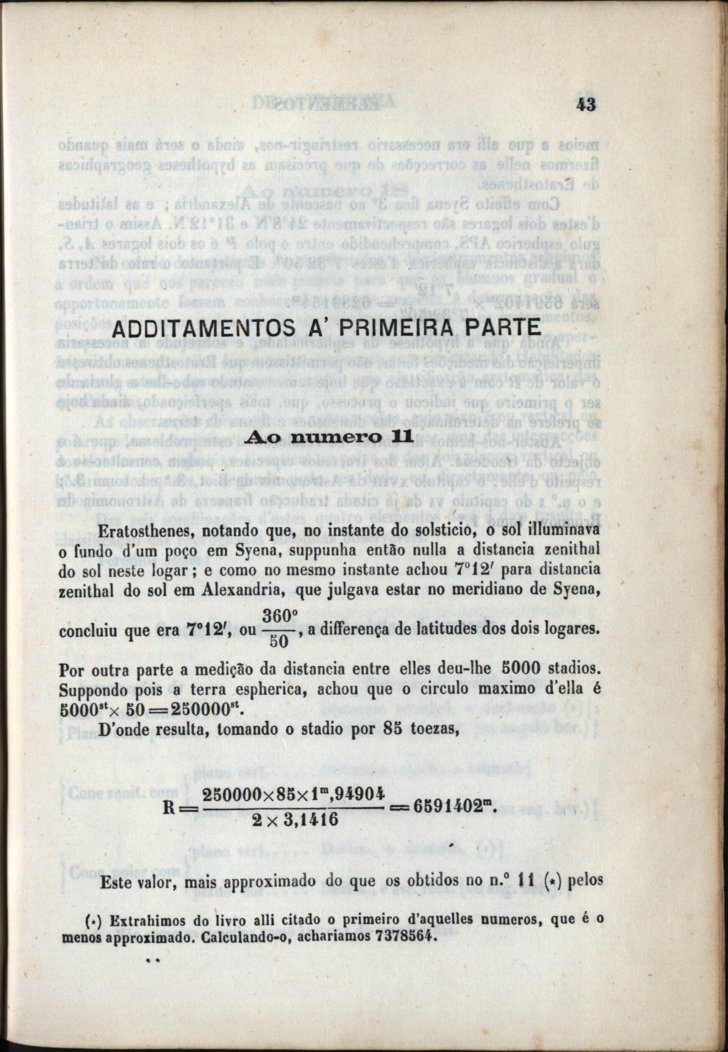 43
ADDITAMENTOS A' PRIMEIRA PARTE
Ao numero 11
Eratosthenes, notando que, no instante do solsticio, o sol illuminava
o fundo d'um poço em Syena, suppunha então nulla a distancia zenithal
do sol neste logar; e como no mesmo instante achou 7°12' para distancia
zenithal do sol em Alexandria, que julgava estar no meridiano de Syena,
concluiu que era 7°12', ou 360°/50, a differença de latitudes dos dois logares.
Por outra parte a medição da distancia entre elles deu-lhe 5000 stadios.
Suppondo pois a terra espherica, achou que o circulo maximo d'ella é
5000ˢᵗ× 50=250000ˢᵗ.
D'onde resulta, tomando o stadio por 85 toezas,
R = 250000×85×1ᵐ,94904 / 2 × 3,1416 = 6591402ᵐ.
Este valor, mais approximado do que os obtidos no n.º 11 (*) pelos
(*) Extrahimos do livro alli citado o primeiro d'aquelles numeros, que é o
menos approximado. Calculando-o, achariamos 7378564.